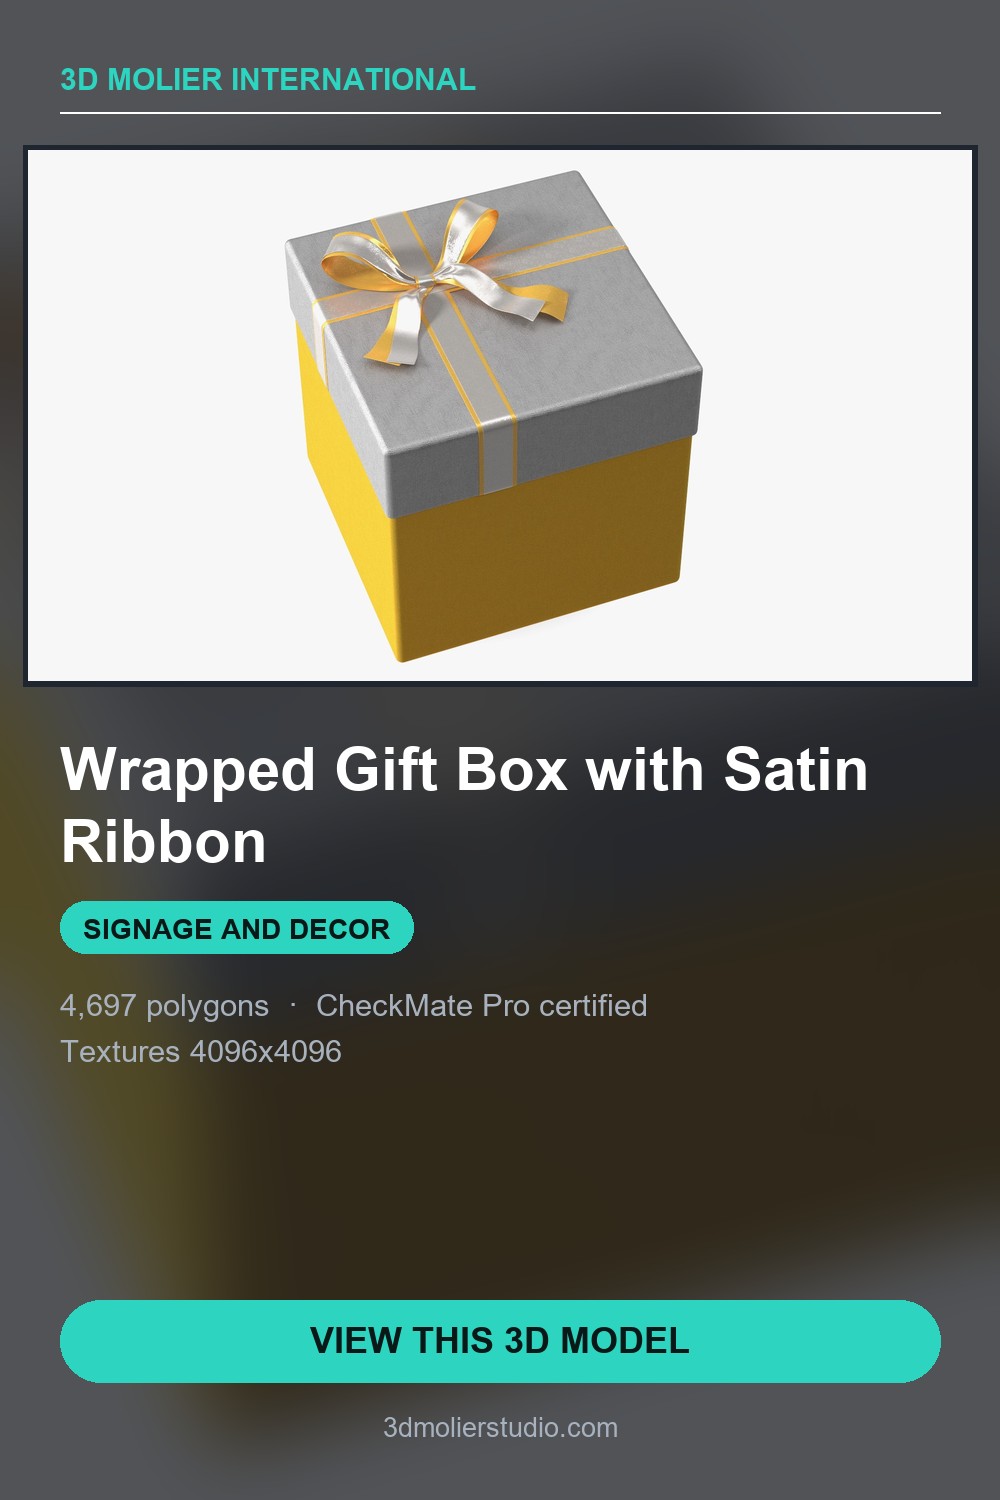 3D MOLIER INTERNATIONAL
Wrapped Gift Box with Satin
Ribbon
SIGNAGE AND DECOR
4,697 polygons · CheckMate Pro certified
Textures 4096x4096
VIEW THIS 3D MODEL
3dmolierstudio.com